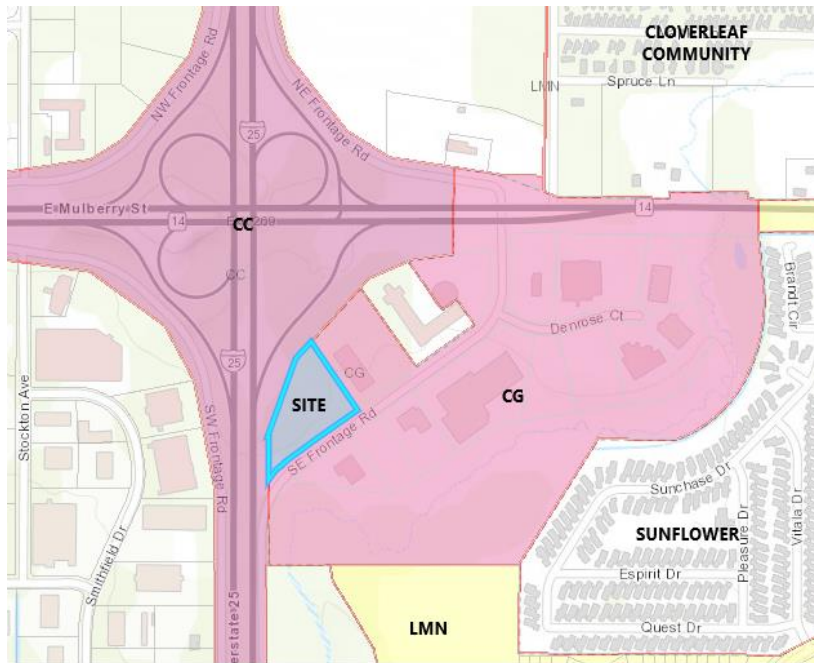 CLOVERLEAF
COMMUNITY
Spruce Ln
LMN
NW Frontage Rd
NE Frontage Rd
25
E Mulberry St
14
14
CC
269
CC
Brandt Cir
Denrose Ct
25
CG
SITE
CG
SE Frontage Rd
Stockton Ave
SW Frontage Rd
Smithfield Dr
Sunchase Dr
SUNFLOWER
Pleasure Dr
Vitala Dr
Espirit Dr
Quest Dr
LMN
erstate 25